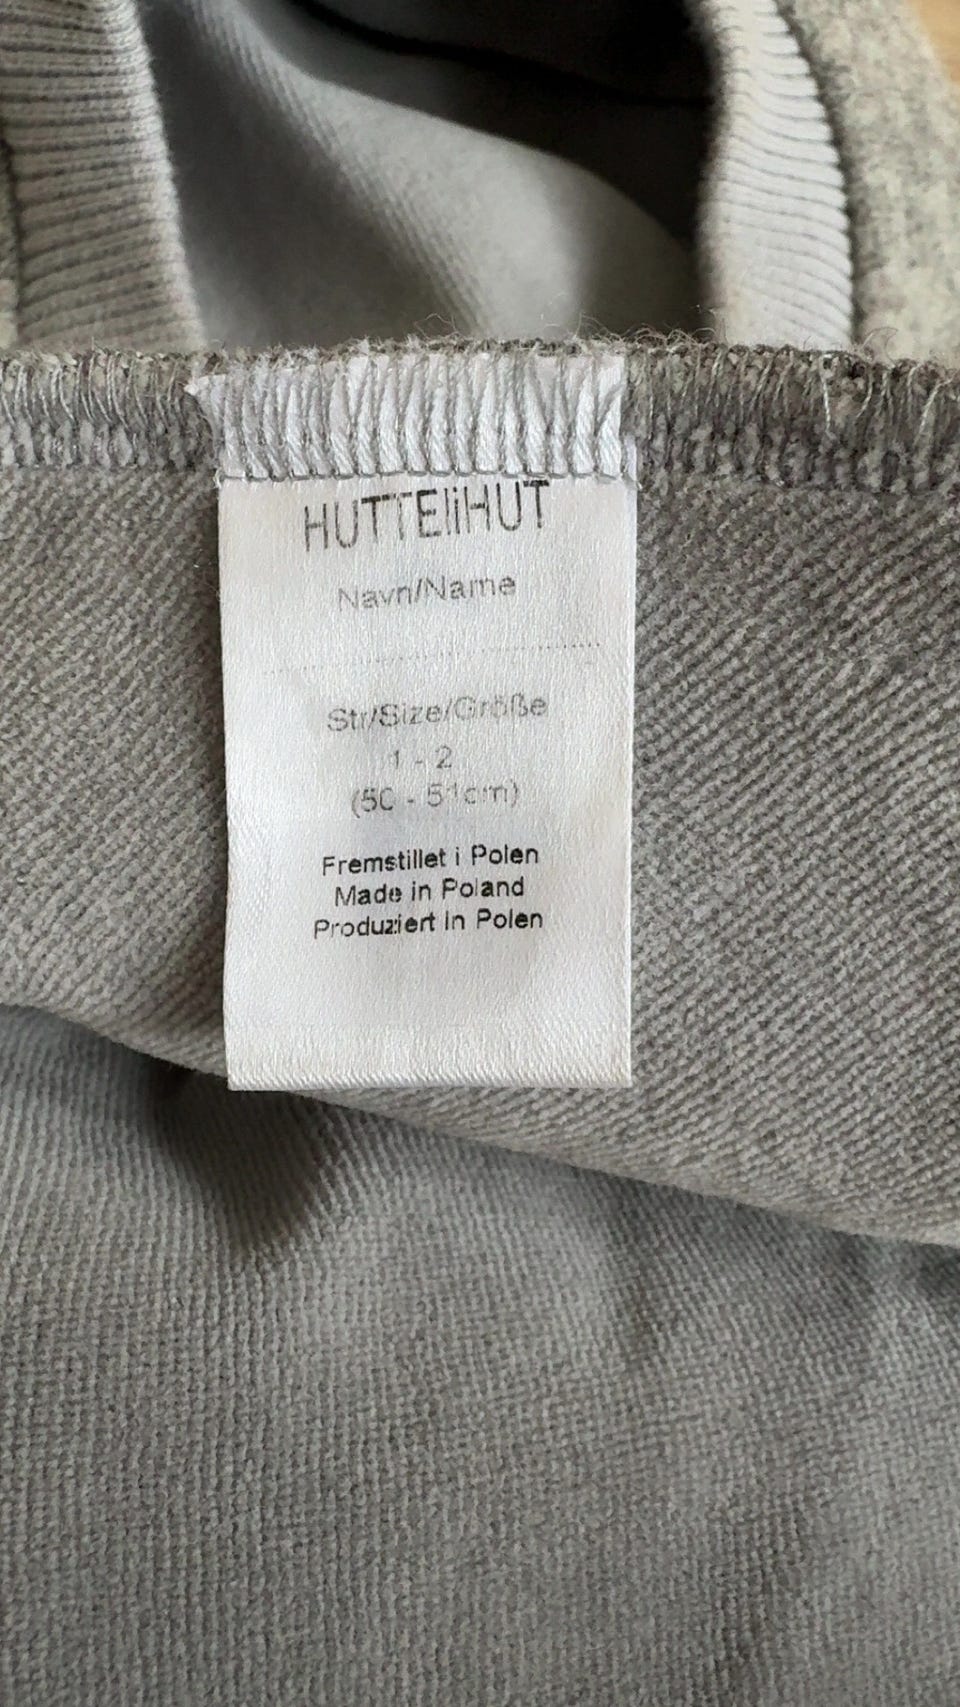 HUTTEliHUT
Navn/Name
Str/Size/Größe
1 - 2
(50 - 51cm)
Fremstillet i Polen
Made in Poland
Produziert in Polen